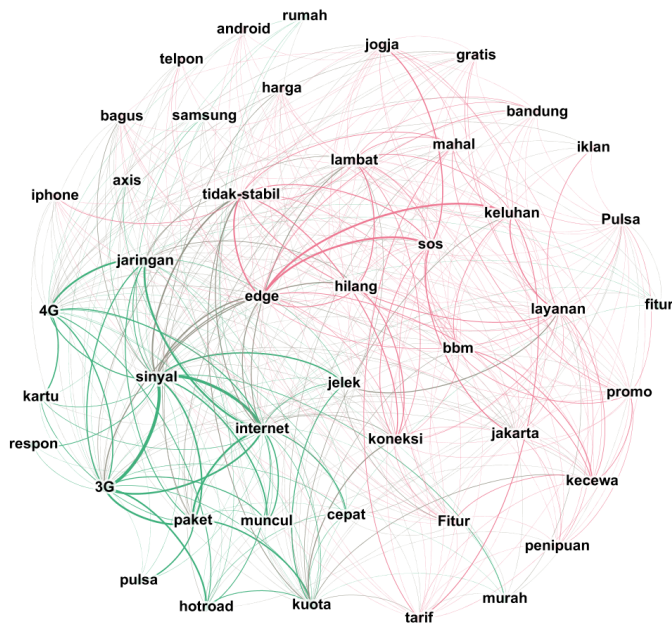 rumah
android
jogja
gratis
telpon
harga
bagus
samsung
bandung
mahal
iklan
lambat
axis
iphone
tidak-stabil
keluhan
Pulsa
sos
jaringan
hilang
edge
fitur
4G
layanan
bbm
sinyal
jelek
kartu
promo
internet
koneksi
jakarta
respon
kecewa
3G
paket
muncul
cepat
Fitur
penipuan
pulsa
hotroad
kuota
murah
tarif